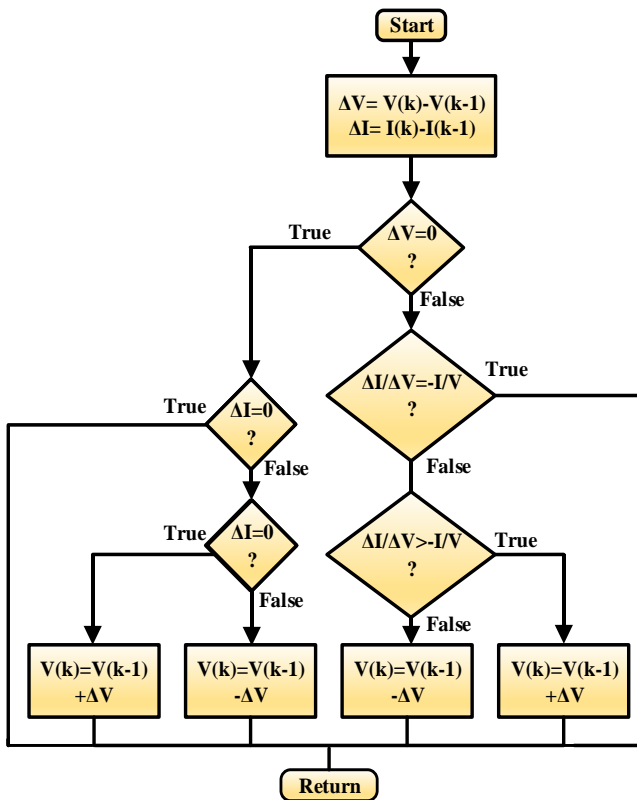 Start
ΔV= V(k)-V(k-1)
ΔI= I(k)-I(k-1)
ΔV=0
?
True
False
ΔI/ΔV=-I/V
?
True
False
ΔI=0
?
True
False
ΔI=0
?
True
False
ΔI/ΔV>-I/V
?
True
False
V(k)=V(k-1)
+ΔV
V(k)=V(k-1)
-ΔV
V(k)=V(k-1)
-ΔV
V(k)=V(k-1)
+ΔV
Return